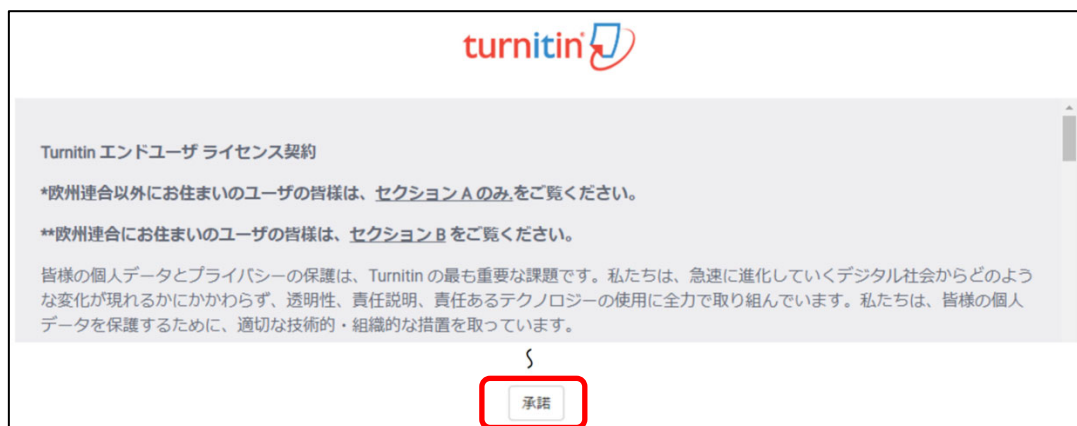 turnitin
Turnitin エンドユーザ ライセンス契約
*欧州連合以外にお住まいのユーザの皆様は、セクション A のみ.をご覧ください。
**欧州連合にお住まいのユーザの皆様は、セクション B をご覧ください。
皆様の個人データとプライバシーの保護は、Turnitin の最も重要な課題です。私たちは、急速に進化していくデジタル社会からどのよう
な変化が現れるかにかかわらず、透明性、責任説明、責任あるテクノロジーの使用に全力で取り組んでいます。私たちは、皆様の個人
データを保護するために、適切な技術的・組織的な措置を取っています。
〜
承諾